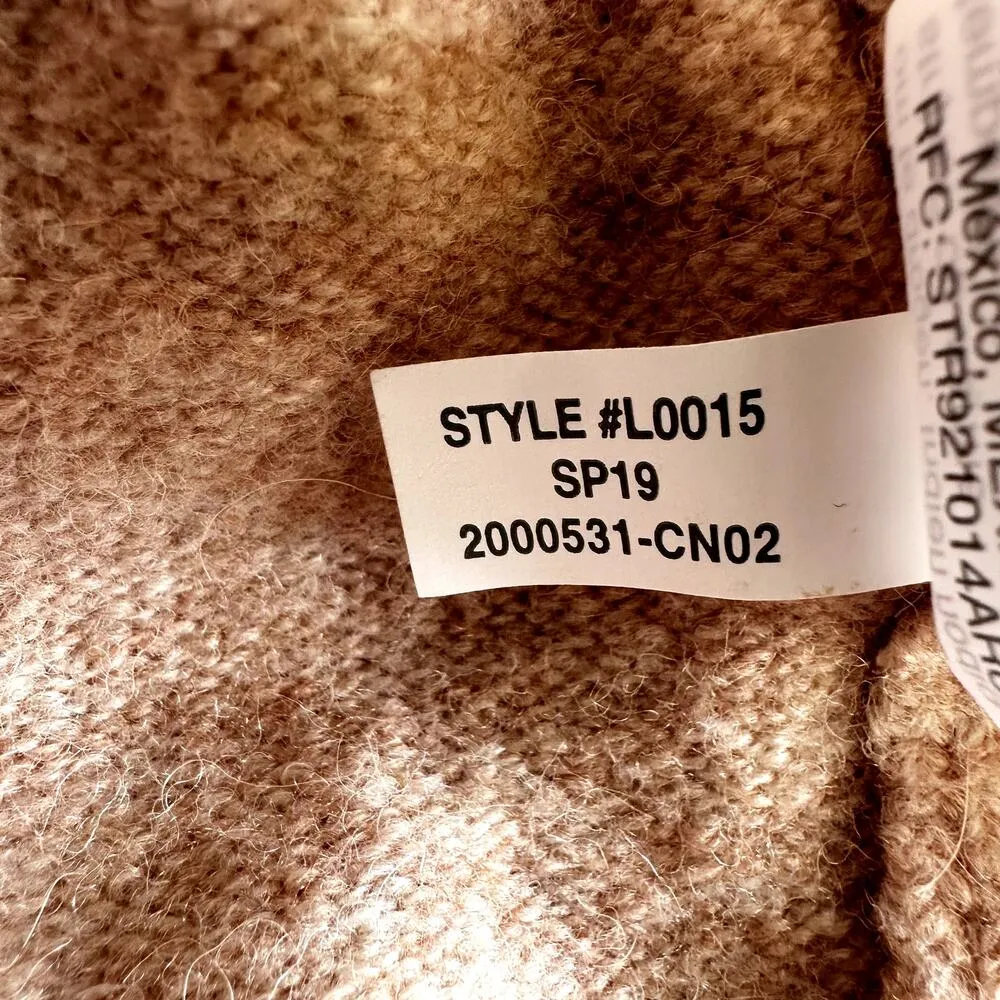 STYLE #L0015
SP19
2000531-CN02
México,
RFC: STR921014AH